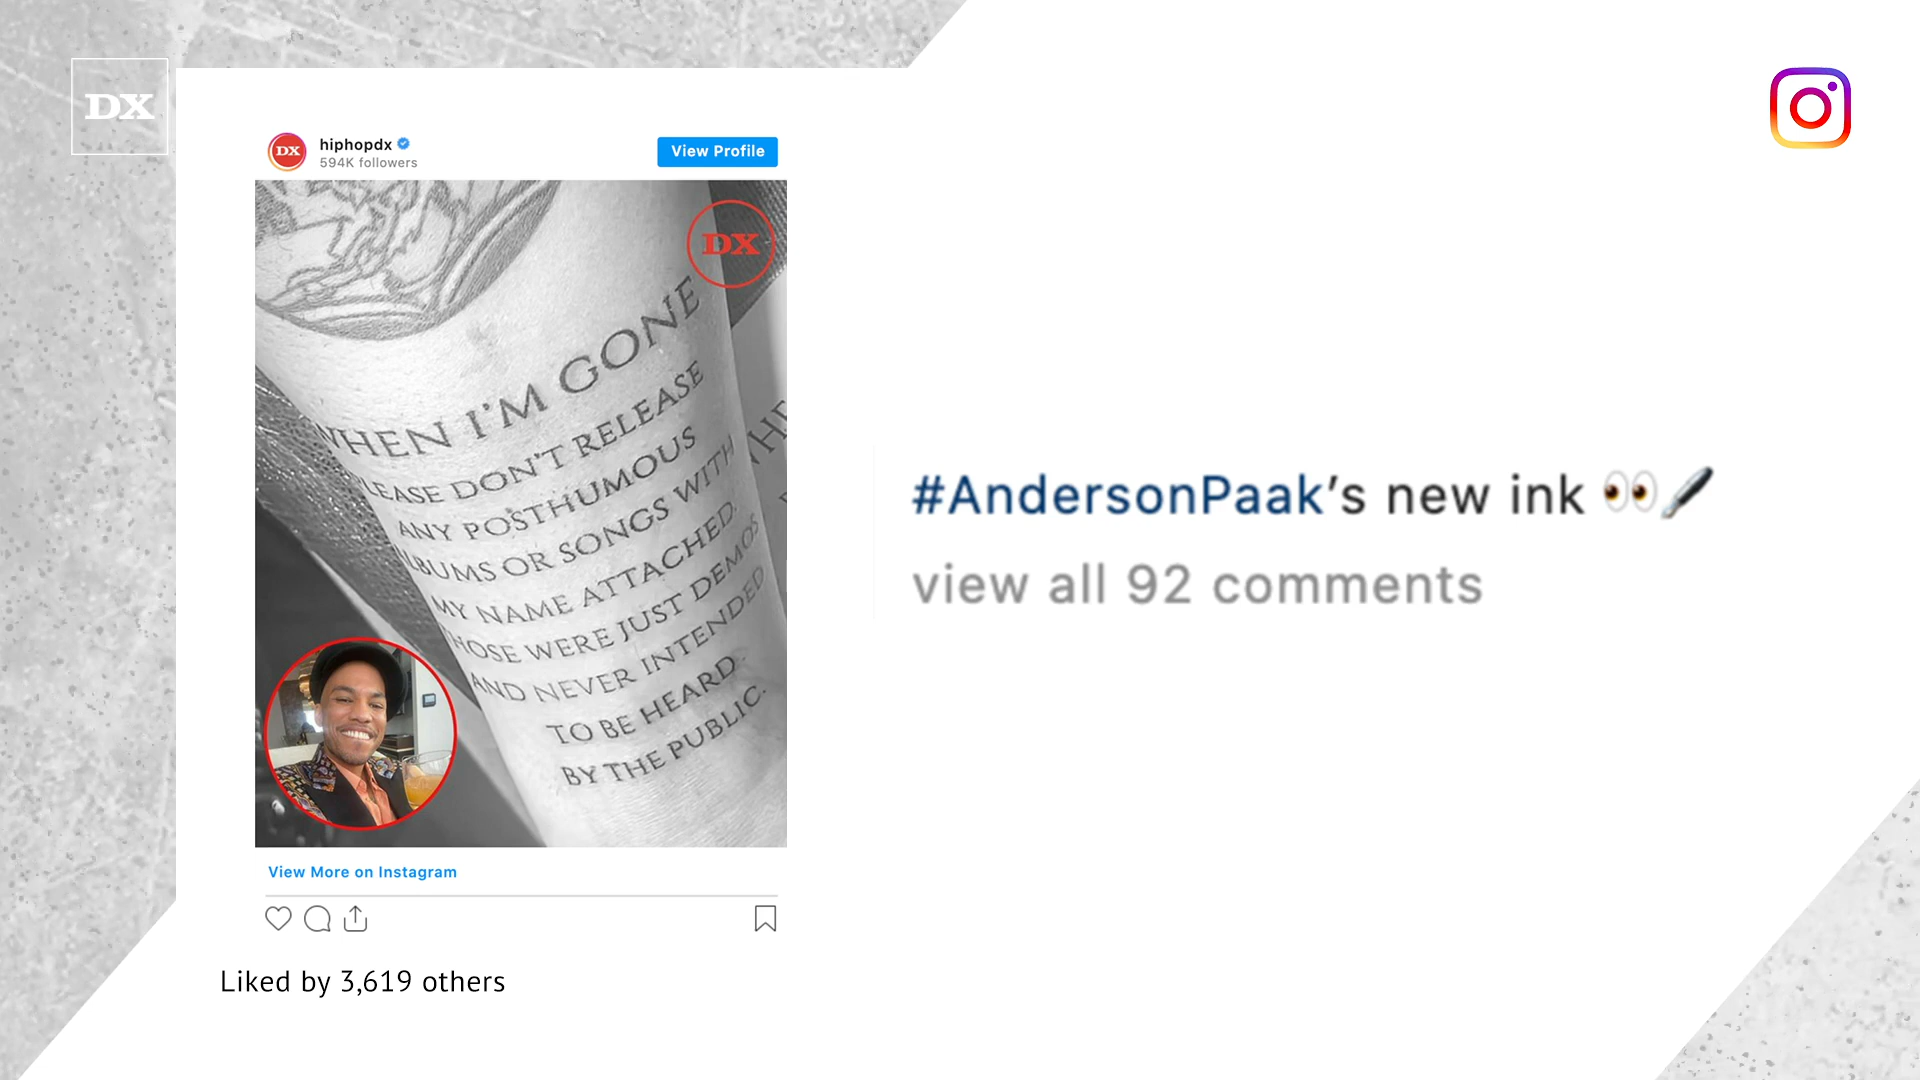 DX
DX
hiphopdx
594K followers
View Profile
DX
WHEN I'M GONE
PLEASE DON'T RELEASE
ANY POSTHUMOUS
ALBUMS OR SONGS WITH
MY NAME ATTACHED.
THOSE WERE JUST DEMOS
AND NEVER INTENDED
TO BE HEARD
BY THE PUBLIC.
View More on Instagram
Liked by 3,619 others
#AndersonPaak’s new ink 👀🖋️
view all 92 comments